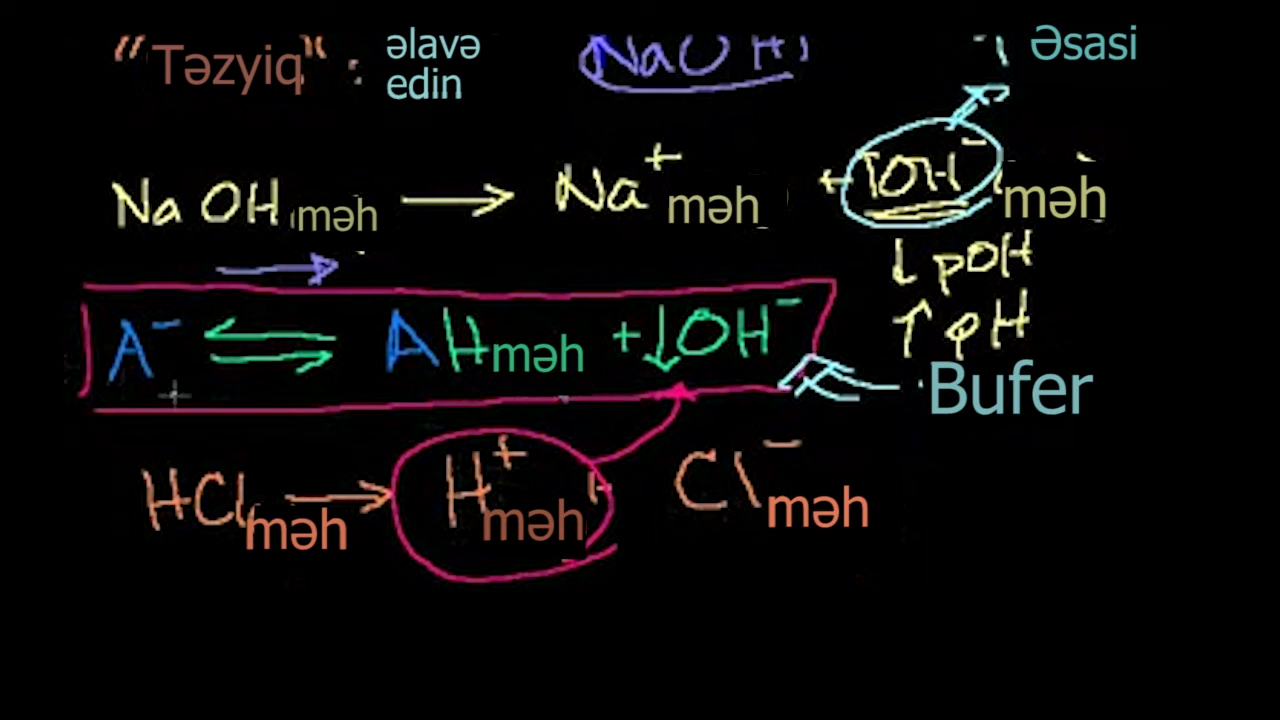 "Təzyiq" : əlavə edin NaOH Əsasi
NaOH məh → Na⁺ məh + OH⁻ məh
↓ pOH
↑ pH
A⁻ ⇌ AH məh + ↓OH⁻
Bufer
HCl məh → H⁺ məh + Cl⁻ məh